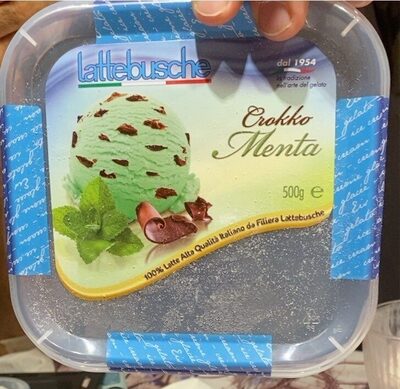 Lattebusche
dal 1954
la tradizione
nell'arte del gelato
Crokko
Menta
500g ℮
100% Latte Alta Qualità Italiano da Filiera Lattebusche